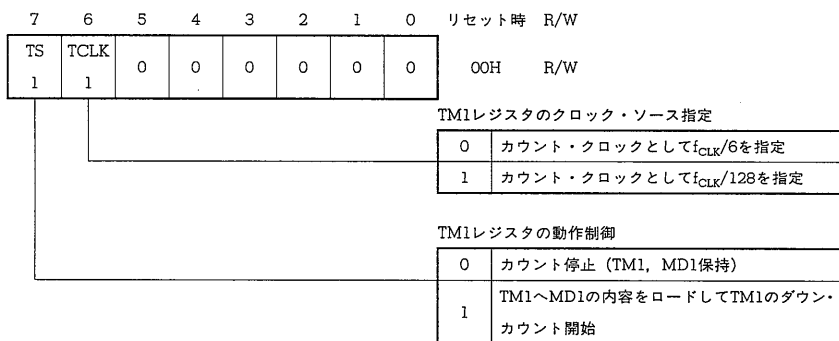 7 6 5 4 3 2 1 0 リセット時 R/W
TS1 TCLK1 0 0 0 0 0 0 00H R/W
TM1レジスタのクロック・ソース指定
0 カウント・クロックとしてfCLK/6を指定
1 カウント・クロックとしてfCLK/128を指定
TM1レジスタの動作制御
0 カウント停止（TM1，MD1保持）
1 TM1へMD1の内容をロードしてTM1のダウン・
カウント開始